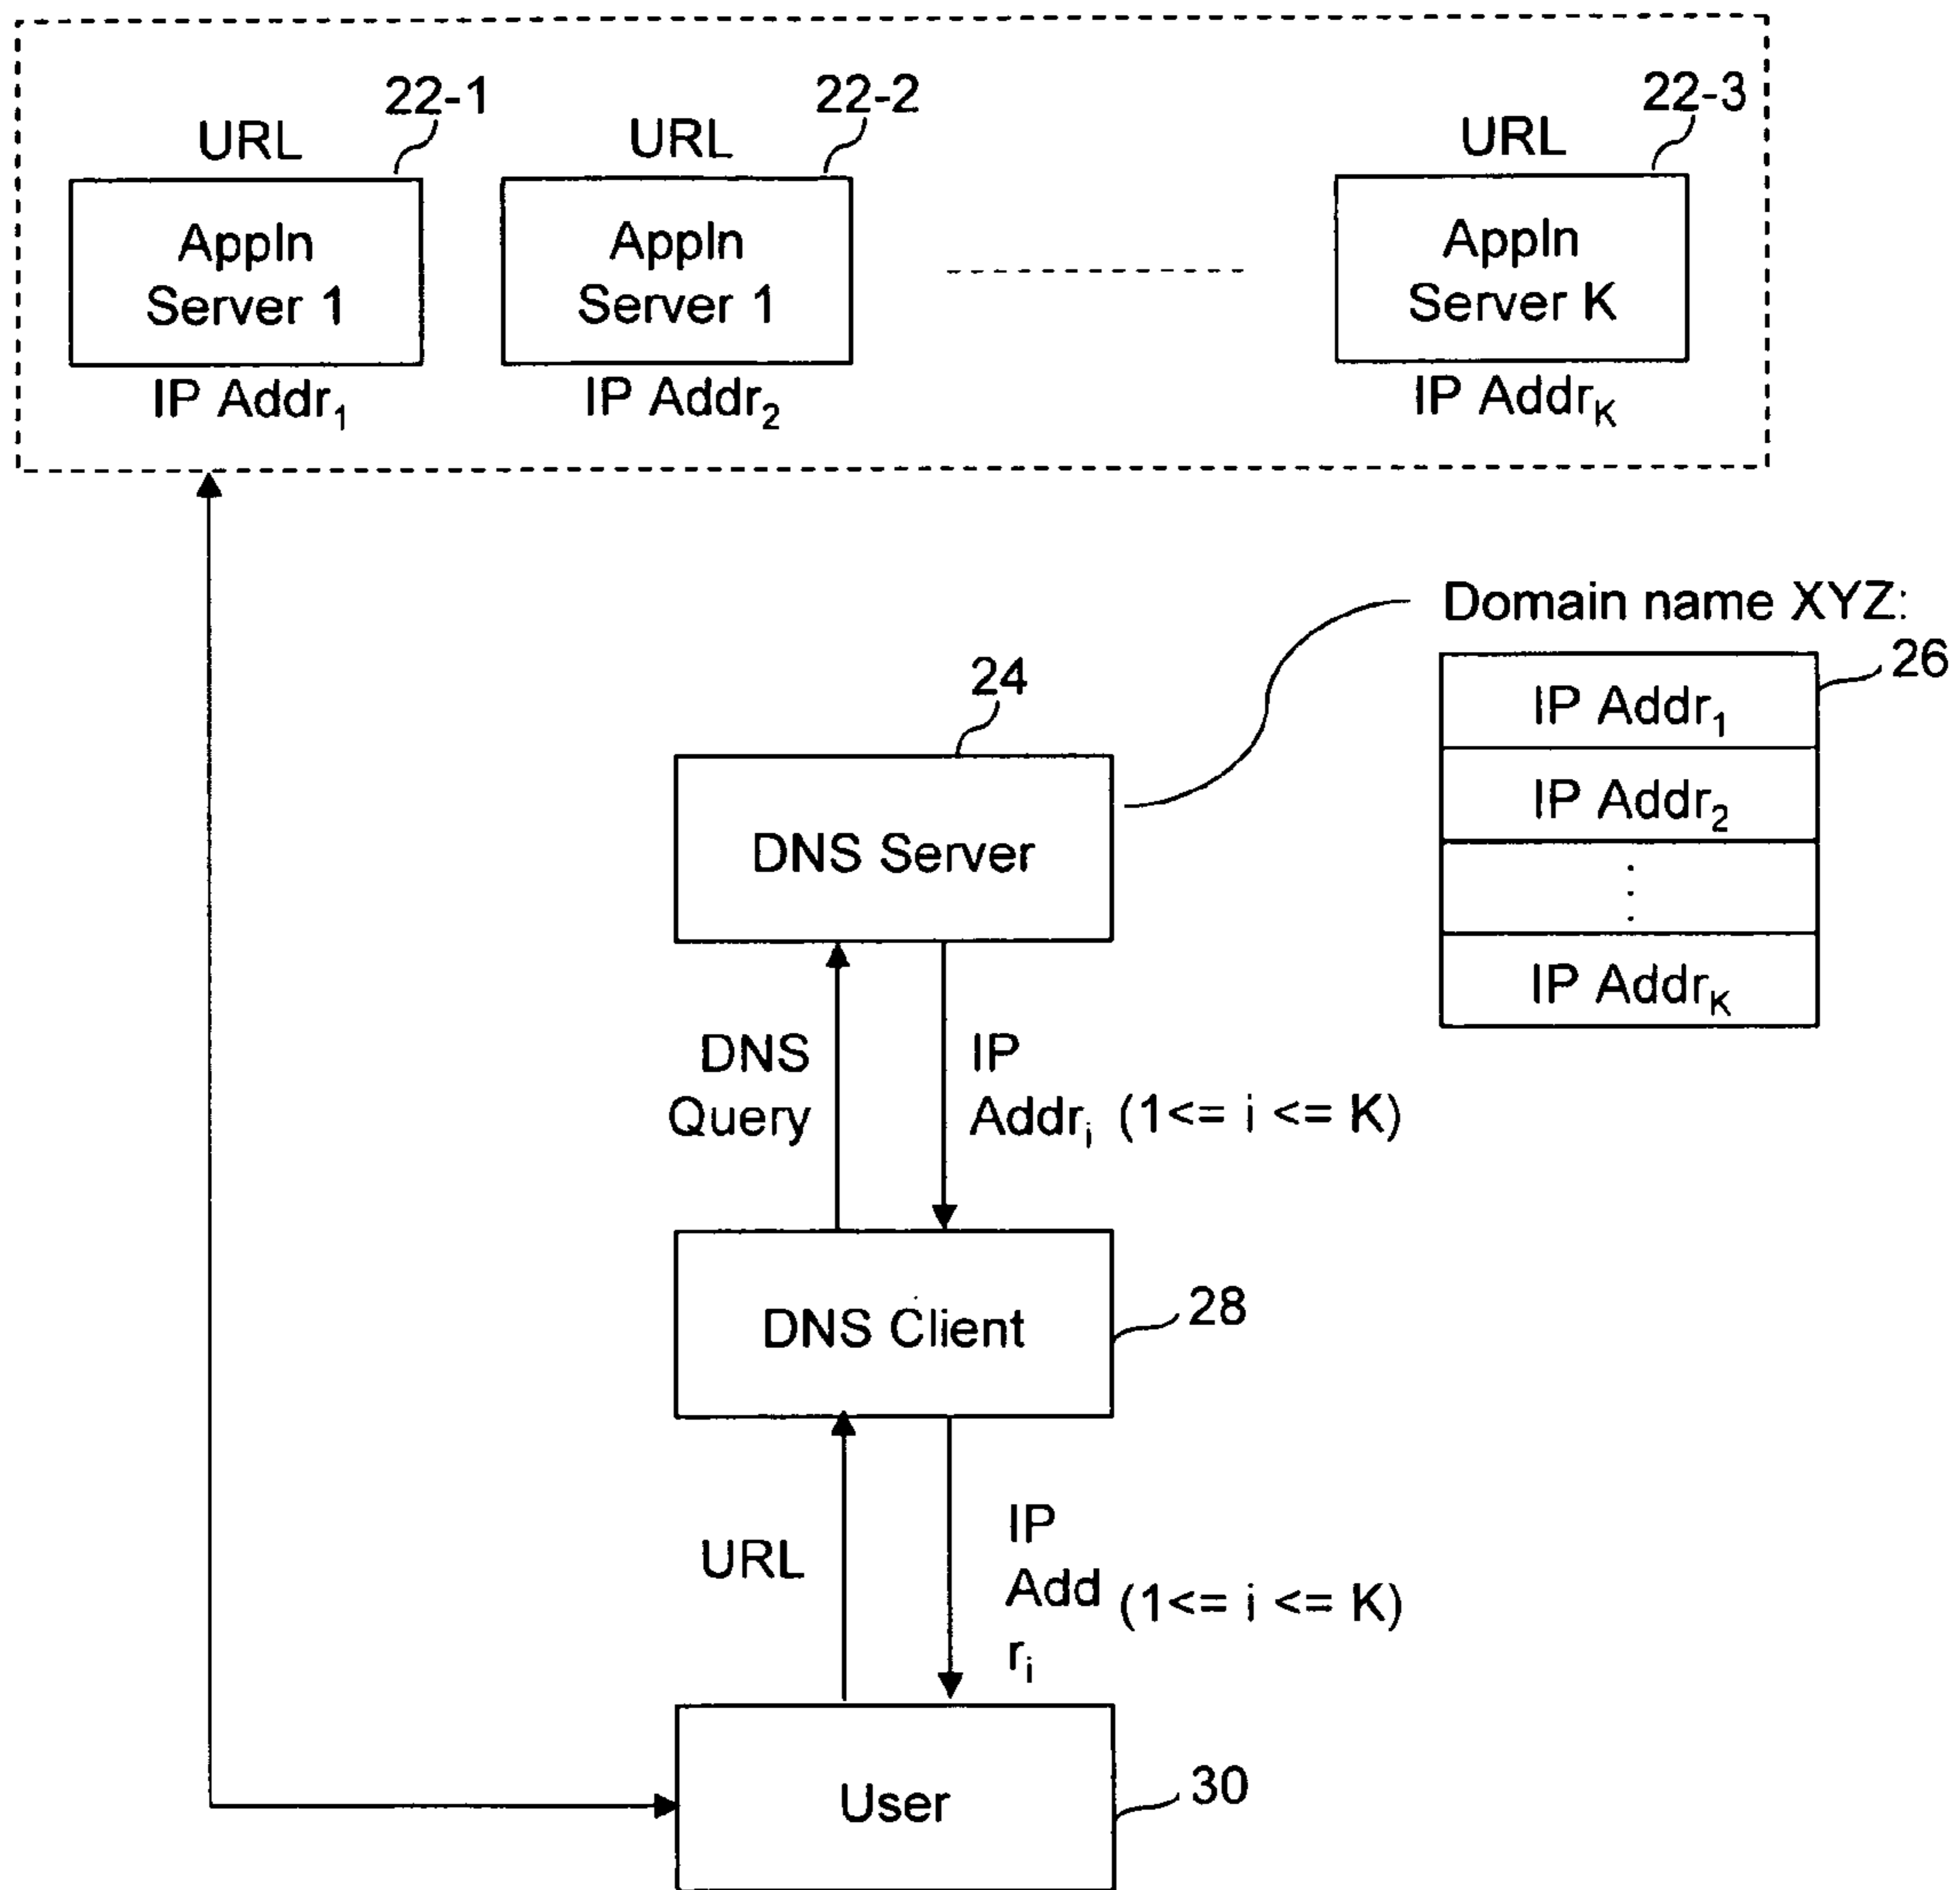 22-1
22-2
22-3
URL
URL
URL
Appln
Server 1
Appln
Server 1
Appln
Server K
IP Addr1
IP Addr2
IP AddrK
Domain name XYZ:
26
IP Addr1
IP Addr2
⋮
IP AddrK
24
DNS Server
DNS
Query
IP
Addri (1<= i <= K)
DNS Client
28
URL
IP
Add (1<= i <= K)
ri
User
30